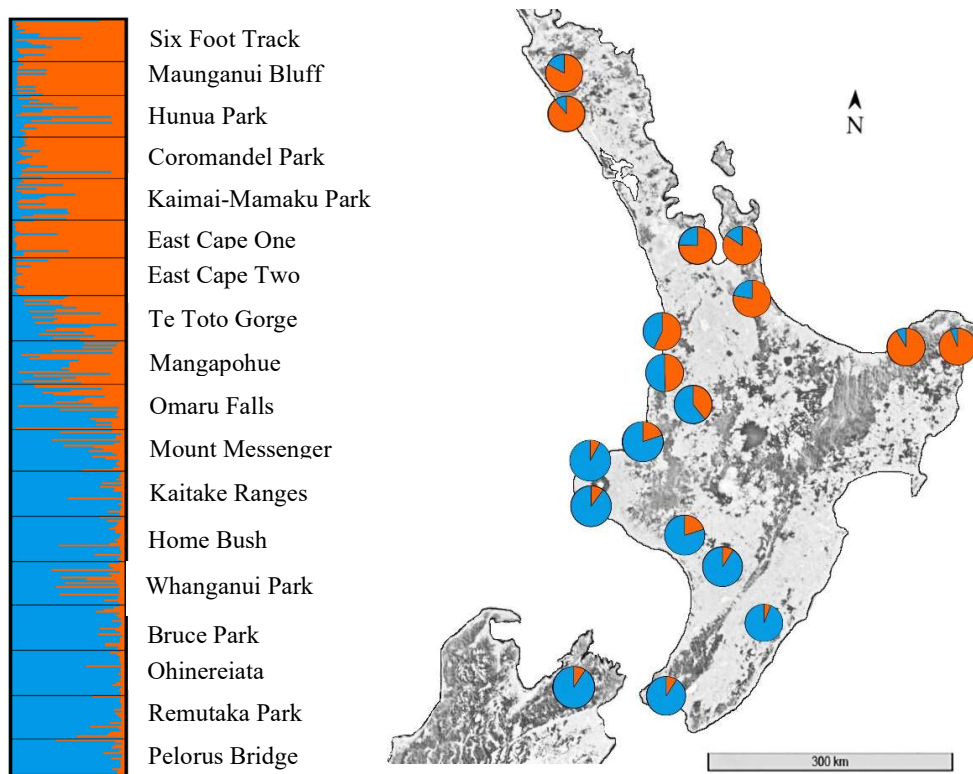 Six Foot Track
Maunganui Bluff
Hunua Park
Coromandel Park
Kaimai-Mamaku Park
East Cape One
East Cape Two
Te Toto Gorge
Mangapohue
Omaru Falls
Mount Messenger
Kaitake Ranges
Home Bush
Whanganui Park
Bruce Park
Ohinereiata
Remutaka Park
Pelorus Bridge
N
300 km